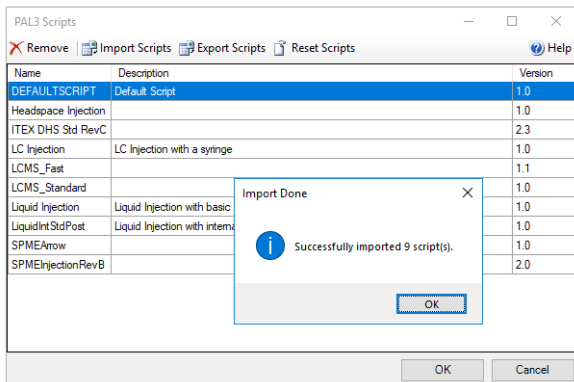 PAL3 Scripts
Remove Import Scripts Export Scripts Reset Scripts Help
Name Description Version
DEFAULTSCRIPT Default Script 1.0
Headspace Injection 1.0
ITEX DHS Std RevC 2.3
LC Injection LC Injection with a syringe 1.0
LCMS_Fast 1.1
LCMS_Standard 1.0
Liquid Injection Liquid Injection with basic 1.0
LiquidIntStdPost Liquid Injection with interna 1.0
SPMEArrow 1.0
SPMEInjectionRevB 2.0
Import Done
Successfully imported 9 script(s).
OK
OK Cancel